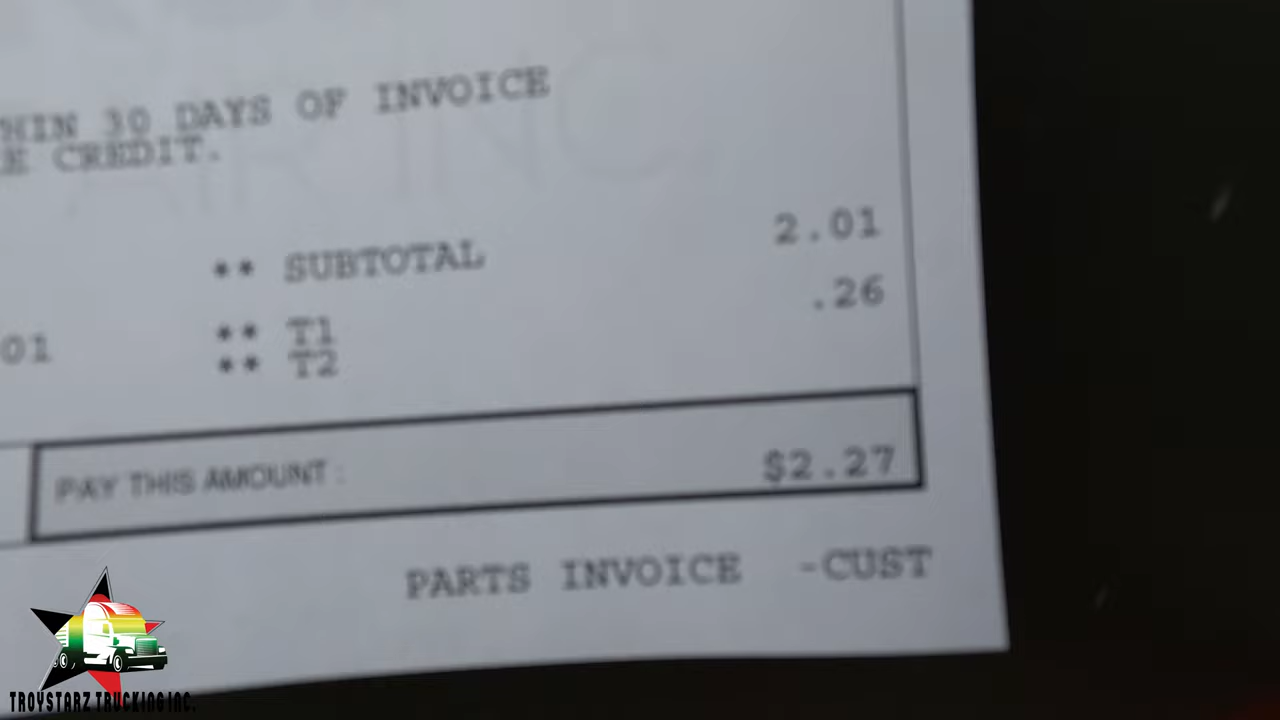 HIN 30 DAYS OF INVOICE
E CREDIT.
** SUBTOTAL 2.01
.26
01 ** T1
** T2
PAY THIS AMOUNT : $2.27
PARTS INVOICE -CUST
TROYSTARZ TRUCKING INC.